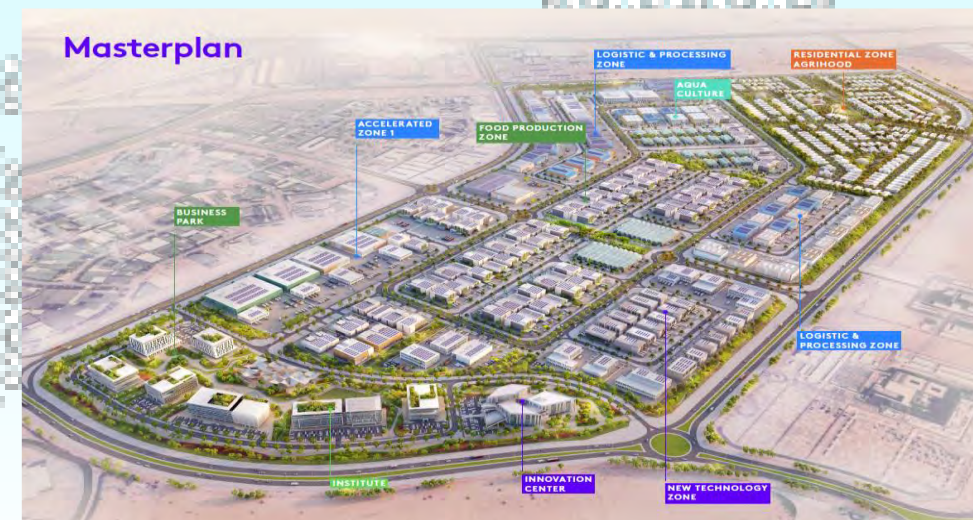 Masterplan
LOGISTIC & PROCESSING
ZONE
RESIDENTIAL ZONE
AGRIHOOD
AQUA
CULTURE
ACCELERATED
ZONE 1
FOOD PRODUCTION
ZONE
BUSINESS
PARK
LOGISTIC &
PROCESSING ZONE
INSTITUTE
INNOVATION
CENTER
NEW TECHNOLOGY
ZONE